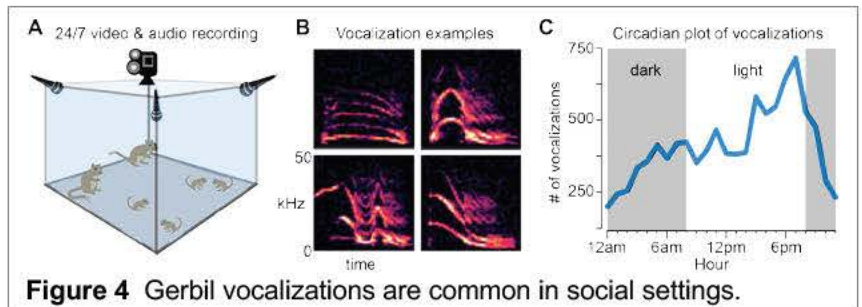 A 24/7 video & audio recording
B Vocalization examples
50
kHz
0
time
C Circadian plot of vocalizations
750
500
250
# of vocalizations
dark
light
12am
6am
12pm
6pm
Hour
Figure 4 Gerbil vocalizations are common in social settings.